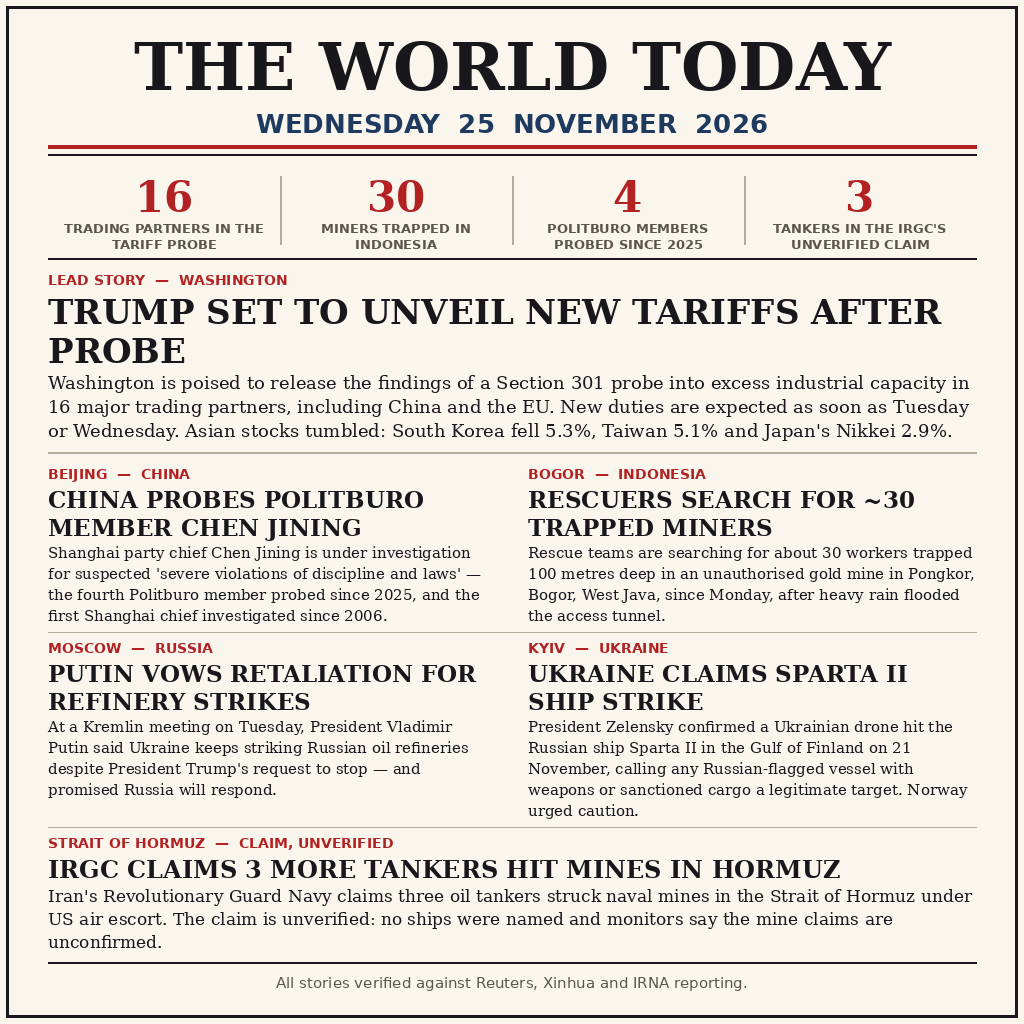 THE WORLD TODAY
WEDNESDAY 25 NOVEMBER 2026
16
TRADING PARTNERS IN THE
TARIFF PROBE
30
MINERS TRAPPED IN
INDONESIA
4
POLITBURO MEMBERS
PROBED SINCE 2025
3
TANKERS IN THE IRGC'S
UNVERIFIED CLAIM
LEAD STORY — WASHINGTON
TRUMP SET TO UNVEIL NEW TARIFFS AFTER
PROBE
Washington is poised to release the findings of a Section 301 probe into excess industrial capacity in
16 major trading partners, including China and the EU. New duties are expected as soon as Tuesday
or Wednesday. Asian stocks tumbled: South Korea fell 5.3%, Taiwan 5.1% and Japan's Nikkei 2.9%.
BEIJING — CHINA
CHINA PROBES POLITBURO
MEMBER CHEN JINING
Shanghai party chief Chen Jining is under investigation
for suspected 'severe violations of discipline and laws' —
the fourth Politburo member probed since 2025, and the
first Shanghai chief investigated since 2006.
BOGOR — INDONESIA
RESCUERS SEARCH FOR ~30
TRAPPED MINERS
Rescue teams are searching for about 30 workers trapped
100 metres deep in an unauthorised gold mine in Pongkor,
Bogor, West Java, since Monday, after heavy rain flooded
the access tunnel.
MOSCOW — RUSSIA
PUTIN VOWS RETALIATION FOR
REFINERY STRIKES
At a Kremlin meeting on Tuesday, President Vladimir
Putin said Ukraine keeps striking Russian oil refineries
despite President Trump's request to stop — and
promised Russia will respond.
KYIV — UKRAINE
UKRAINE CLAIMS SPARTA II
SHIP STRIKE
President Zelensky confirmed a Ukrainian drone hit the
Russian ship Sparta II in the Gulf of Finland on 21
November, calling any Russian-flagged vessel with
weapons or sanctioned cargo a legitimate target. Norway
urged caution.
STRAIT OF HORMUZ — CLAIM, UNVERIFIED
IRGC CLAIMS 3 MORE TANKERS HIT MINES IN HORMUZ
Iran's Revolutionary Guard Navy claims three oil tankers struck naval mines in the Strait of Hormuz under
US air escort. The claim is unverified: no ships were named and monitors say the mine claims are
unconfirmed.
All stories verified against Reuters, Xinhua and IRNA reporting.